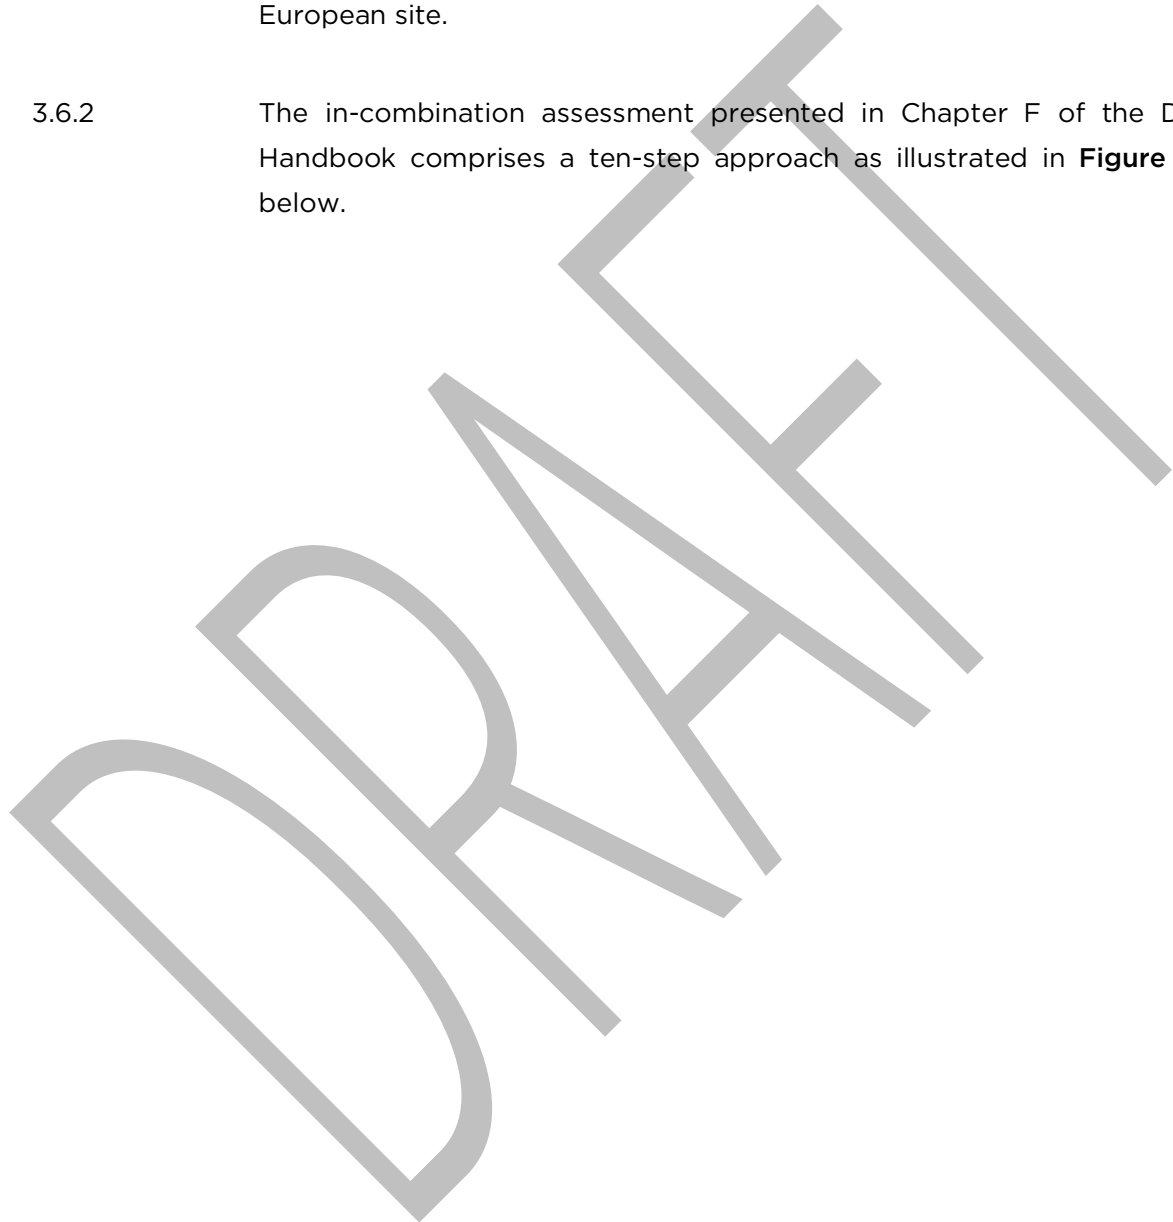 European site.
3.6.2 The in-combination assessment presented in Chapter F of the
Handbook comprises a ten-step approach as illustrated in Figure
below.
DRAFT